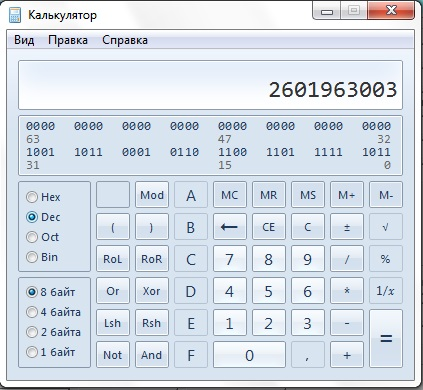 Калькулятор
Вид Правка Справка
2601963003
0000 0000 0000 0000 0000 0000 0000 0000
63 47 32
1001 1011 0001 0110 1100 1101 1111 1011
31 15 0
Hex Mod A MC MR MS M+ M-
Dec ( ) B ← CE C ± √
Oct RoL RoR C 7 8 9 / %
Bin
8 байт Or Xor D 4 5 6 * 1/x
4 байта Lsh Rsh E 1 2 3 - =
2 байта
1 байт Not And F 0 , +